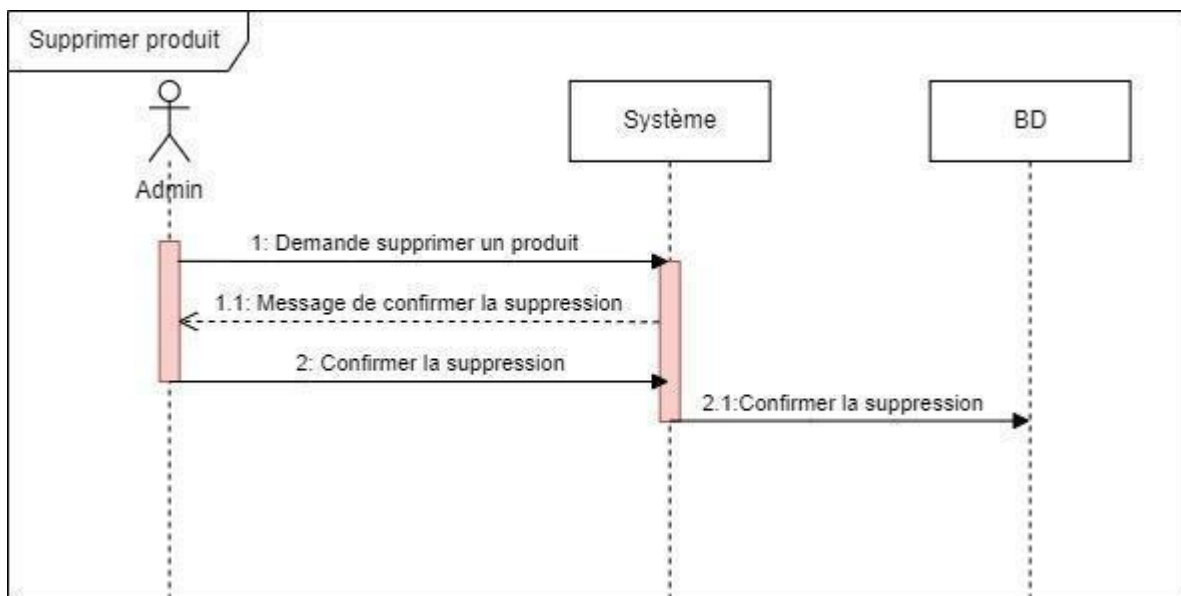 Supprimer produit
Système
BD
Admin
1: Demande supprimer un produit
1.1: Message de confirmer la suppression
2: Confirmer la suppression
2.1:Confirmer la suppression